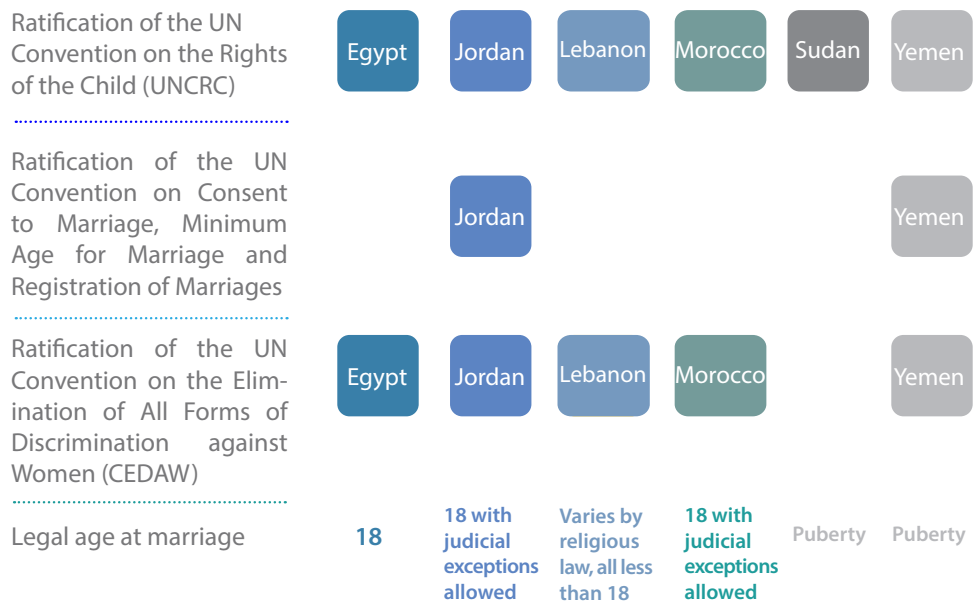 Ratification of the UN
Convention on the Rights
of the Child (UNCRC)
Egypt
Jordan
Lebanon
Morocco
Sudan
Yemen
Ratification of the UN
Convention on Consent
to Marriage, Minimum
Age for Marriage and
Registration of Marriages
Jordan
Yemen
Ratification of the UN
Convention on the Elim-
ination of All Forms of
Discrimination against
Women (CEDAW)
Egypt
Jordan
Lebanon
Morocco
Yemen
Legal age at marriage
18
18 with
judicial
exceptions
allowed
Varies by
religious
law, all less
than 18
18 with
judicial
exceptions
allowed
Puberty
Puberty